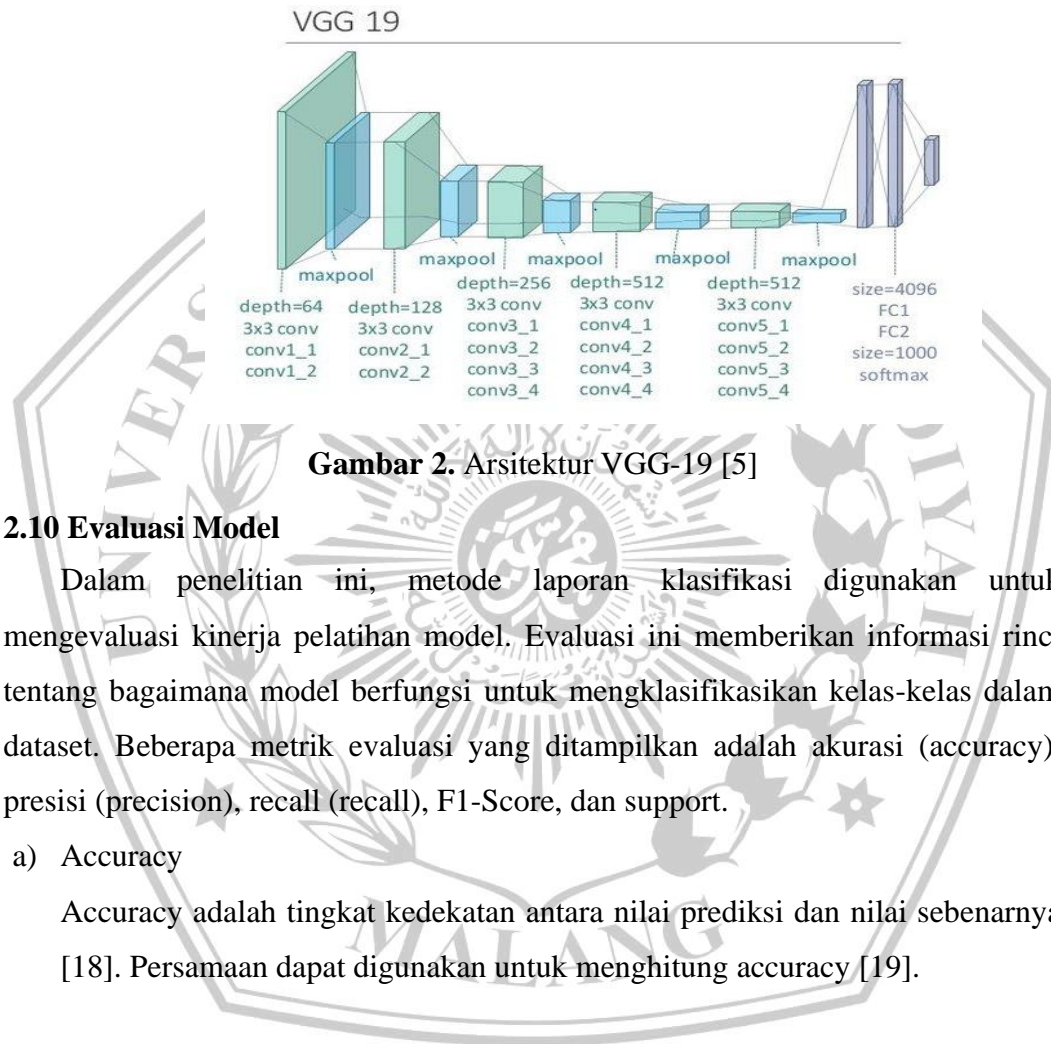 VGG 19
maxpool
maxpool
maxpool
maxpool
maxpool
depth=64
3x3 conv
conv1_1
conv1_2
depth=128
3x3 conv
conv2_1
conv2_2
depth=256
3x3 conv
conv3_1
conv3_2
conv3_3
conv3_4
depth=512
3x3 conv
conv4_1
conv4_2
conv4_3
conv4_4
depth=512
3x3 conv
conv5_1
conv5_2
conv5_3
conv5_4
size=4096
FC1
FC2
size=1000
softmax
Gambar 2. Arsitektur VGG-19 [5]
2.10 Evaluasi Model
Dalam penelitian ini, metode laporan klasifikasi digunakan untuk
mengevaluasi kinerja pelatihan model. Evaluasi ini memberikan informasi rinc
tentang bagaimana model berfungsi untuk mengklasifikasikan kelas-kelas dalam
dataset. Beberapa metrik evaluasi yang ditampilkan adalah akurasi (accuracy)
presisi (precision), recall (recall), F1-Score, dan support.
a) Accuracy
Accuracy adalah tingkat kedekatan antara nilai prediksi dan nilai sebenarnya
[18]. Persamaan dapat digunakan untuk menghitung accuracy [19].
MALANG